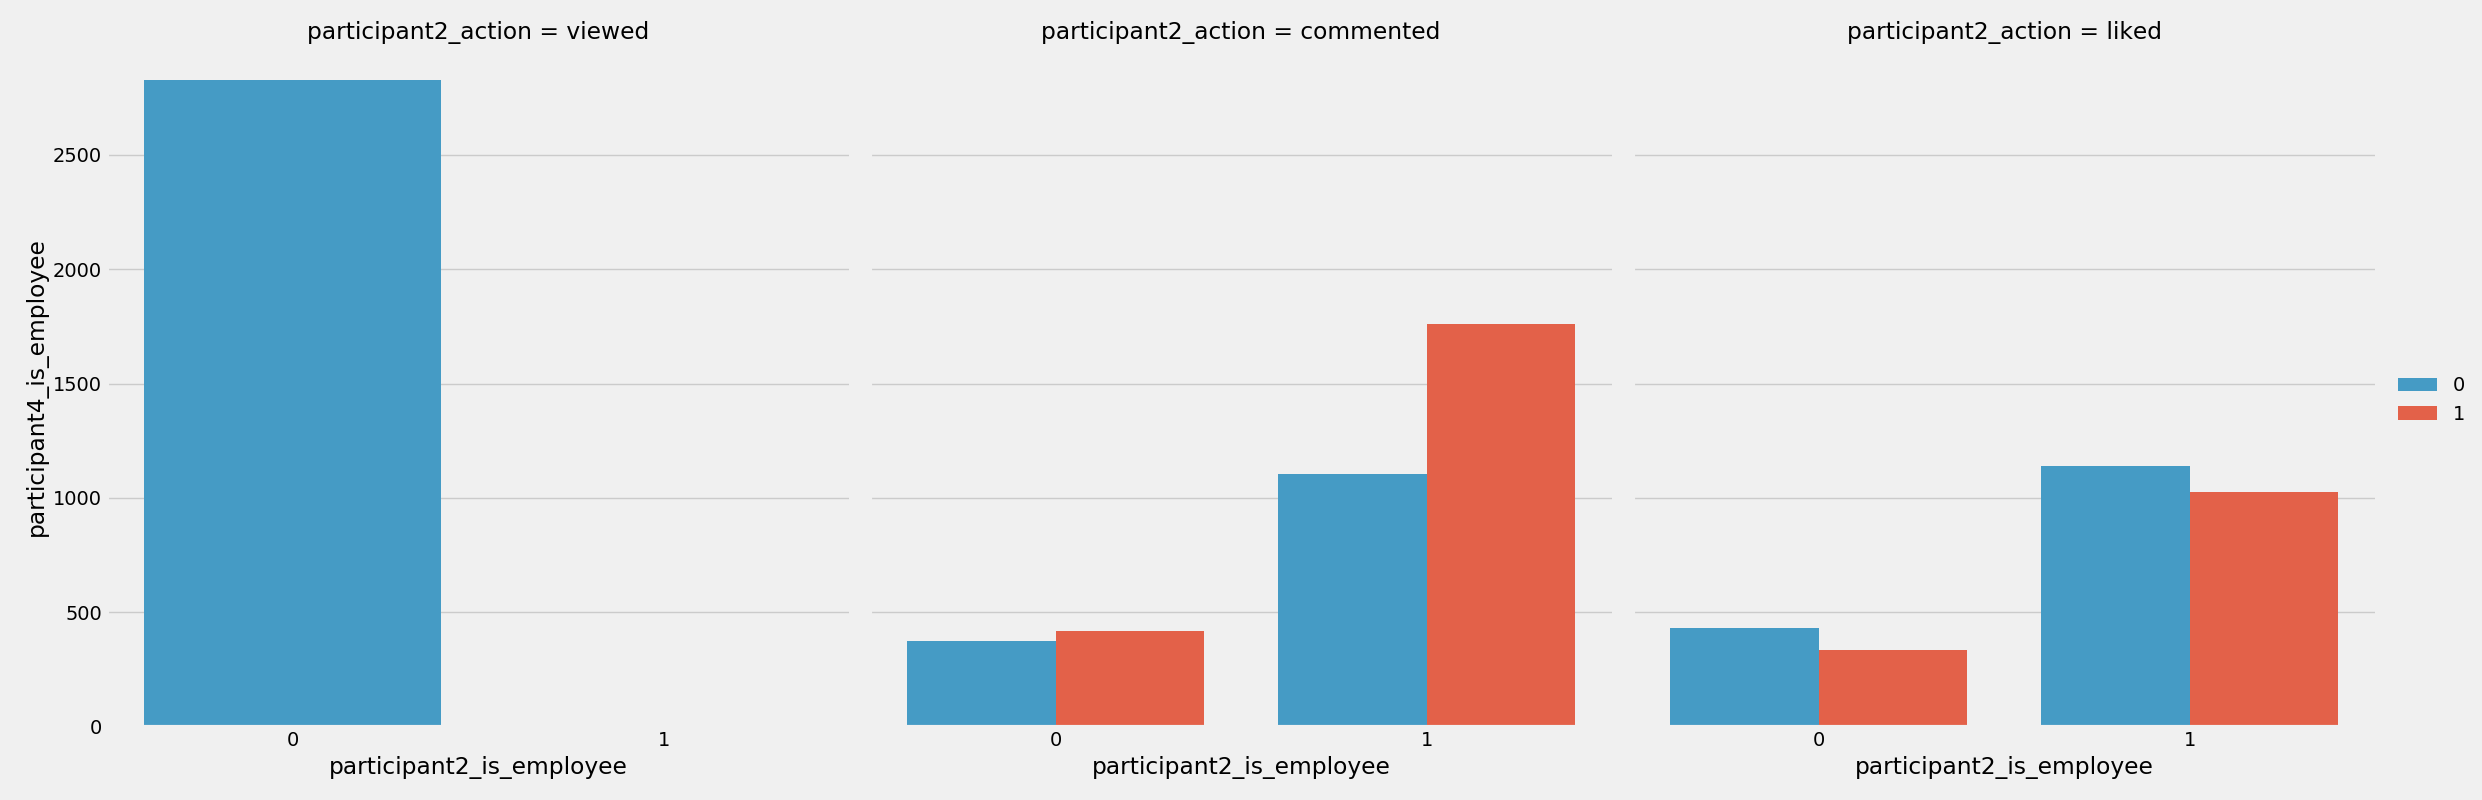 participant2_action = viewed
participant2_action = commented
participant2_action = liked
participant4_is_employee
2500
2000
1500
1000
500
0
0 1
0 1
0 1
participant2_is_employee
participant2_is_employee
participant2_is_employee
0
1